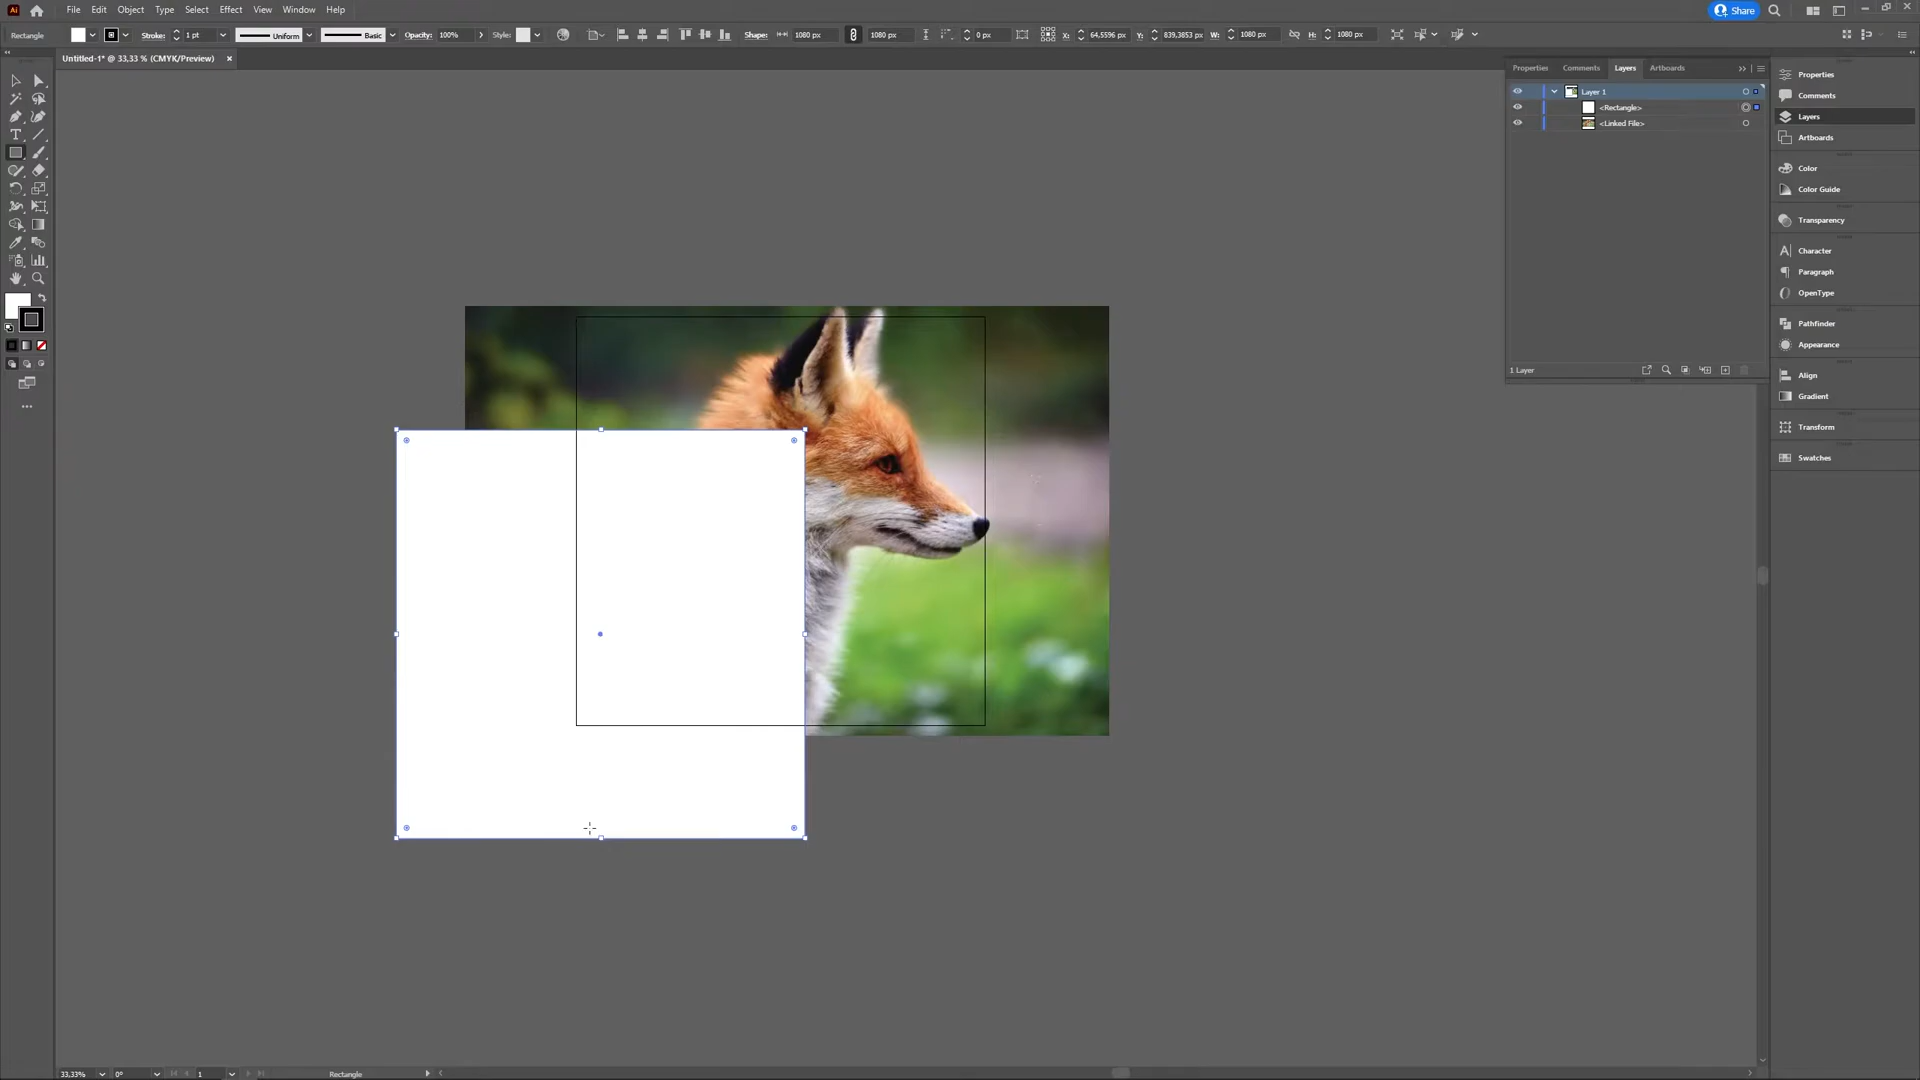 Ai File Edit Object Type Select Effect View Window Help Share
Rectangle Stroke: 1 pt Uniform Basic Opacity: 100% Style: Shape: 1080 px 1080 px 0 px X: 64,5596 px Y: 839,3853 px W: 1080 px H: 1080 px
Untitled-1* @ 33,33 % (CMYK/Preview) ×
Properties Comments Layers Artboards
Layer 1
<Rectangle>
<Linked File>
1 Layer
Properties
Comments
Layers
Artboards
Color
Color Guide
Transparency
Character
Paragraph
OpenType
Pathfinder
Appearance
Align
Gradient
Transform
Swatches
33,33% 0° 1 Rectangle